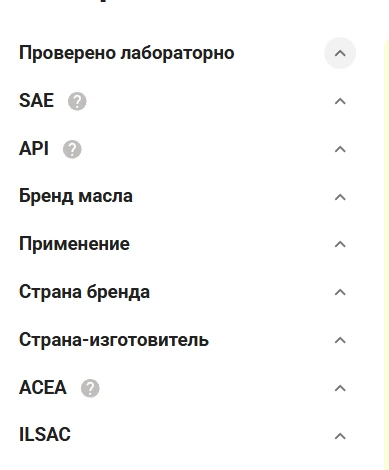 Проверено лабораторно
SAE ?
API ?
Бренд масла
Применение
Страна бренда
Страна-изготовитель
ACEA ?
ILSAC